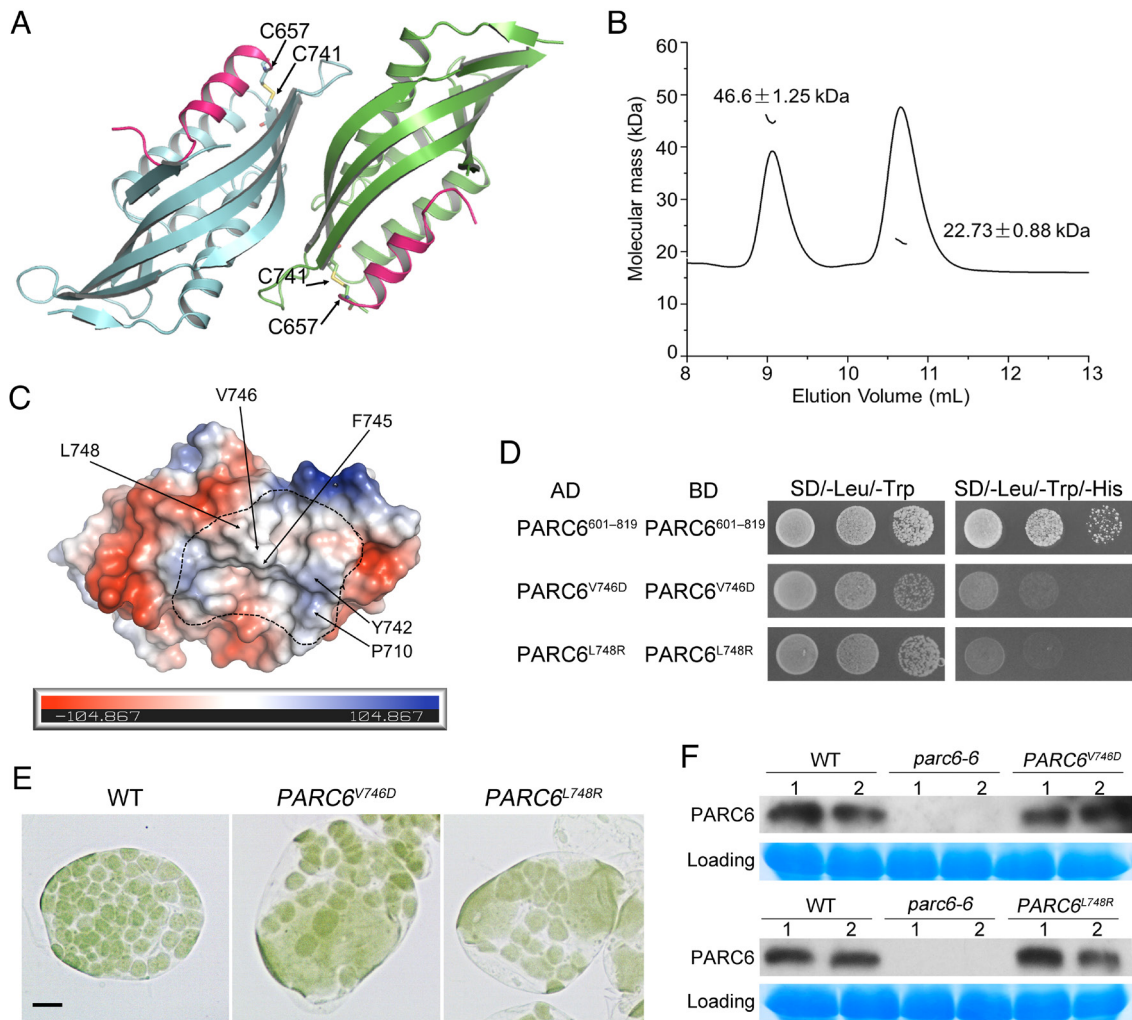 A
C657
C741
C741
C657
B
Molecular mass (kDa)
60
50
40
30
20
10
0
46.6±1.25 kDa
22.73±0.88 kDa
8 9 10 11 12 13
Elution Volume (mL)
C
V746
F745
L748
Y742
P710
-104.867 104.867
D
AD BD SD/-Leu/-Trp SD/-Leu/-Trp/-His
PARC6601–819 PARC6601–819
PARC6V746D PARC6V746D
PARC6L748R PARC6L748R
E
WT PARC6V746D PARC6L748R
F
WT parc6-6 PARC6V746D
1 2 1 2 1 2
PARC6
Loading
WT parc6-6 PARC6L748R
1 2 1 2 1 2
PARC6
Loading